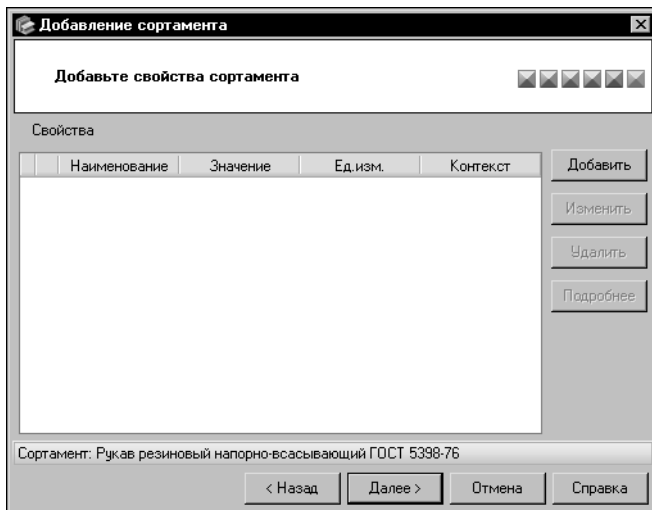 Добавление сортамента
Добавьте свойства сортамента
Свойства
Наименование Значение Ед.изм. Контекст
Добавить
Изменить
Удалить
Подробнее
Сортамент: Рукав резиновый напорно-всасывающий ГОСТ 5398-76
< Назад Далее > Отмена Справка